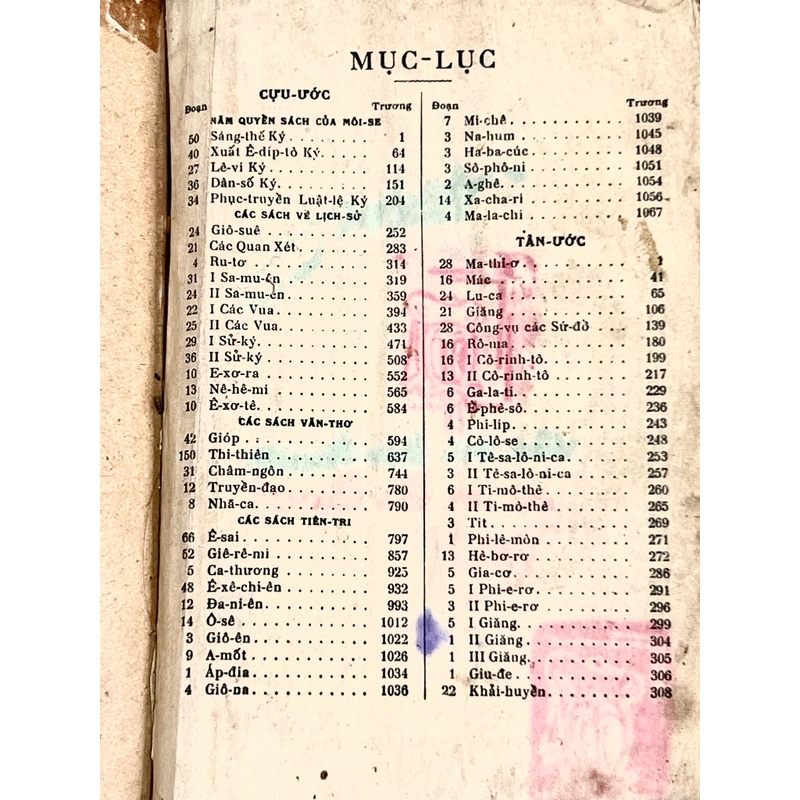 MỤC-LỤC
CỰU-ƯỚC
Đoạn Trương
NĂM QUYỂN SÁCH CỦA MÔI-SE
50 Sáng-thế Ký 1
40 Xuất Ê-díp-tô Ký 64
27 Lê-vi Ký 114
36 Dân-số Ký 151
34 Phục-truyền Luật-lệ Ký 204
CÁC SÁCH VỀ LỊCH-SỬ
24 Giô-suê 252
21 Các Quan Xét 283
4 Ru-tơ 314
31 I Sa-mu-ên 319
24 II Sa-mu-ên 359
22 I Các Vua 394
25 II Các Vua 433
29 I Sử-ký 471
36 II Sử-ký 508
10 E-xơ-ra 552
13 Nê-hê-mi 565
10 Ê-xơ-tê 584
CÁC SÁCH VĂN-THƠ
42 Gióp 594
150 Thi-thiên 637
31 Châm-ngôn 744
12 Truyền-đạo 780
8 Nhã-ca 790
CÁC SÁCH TIÊN-TRI
66 Ê-sai 797
52 Giê-rê-mi 857
5 Ca-thương 925
48 Ê-xê-chi-ên 932
12 Đa-ni-ên 993
14 Ô-sê 1012
3 Giô-ên 1022
9 A-mốt 1026
1 Áp-đia 1034
4 Giô-na 1036
Đoạn Trương
7 Mi-chê 1039
3 Na-hum 1045
3 Ha-ba-cúc 1048
3 Sô-phô-ni 1051
2 A-ghê 1054
14 Xa-cha-ri 1056
4 Ma-la-chi 1067
TÂN-ƯỚC
28 Ma-thi-ơ 1
16 Mác 41
24 Lu-ca 65
21 Giăng 106
28 Công-vụ các Sứ-đồ 139
16 Rô-ma 180
16 I Cô-rinh-tô 199
13 II Cô-rinh-tô 217
6 Ga-la-ti 229
6 Ê-phê-sô 236
4 Phi-líp 243
4 Cô-lô-se 248
5 I Tê-sa-lô-ni-ca 253
3 II Tê-sa-lô-ni-ca 257
6 I Ti-mô-thê 260
4 II Ti-mô-thê 265
3 Tít 269
1 Phi-lê-môn 271
13 Hê-bơ-rơ 272
5 Gia-cơ 286
5 I Phi-e-rơ 291
3 II Phi-e-rơ 296
5 I Giăng 299
1 II Giăng 304
1 III Giăng 305
1 Giu-đe 306
22 Khải-huyền 308